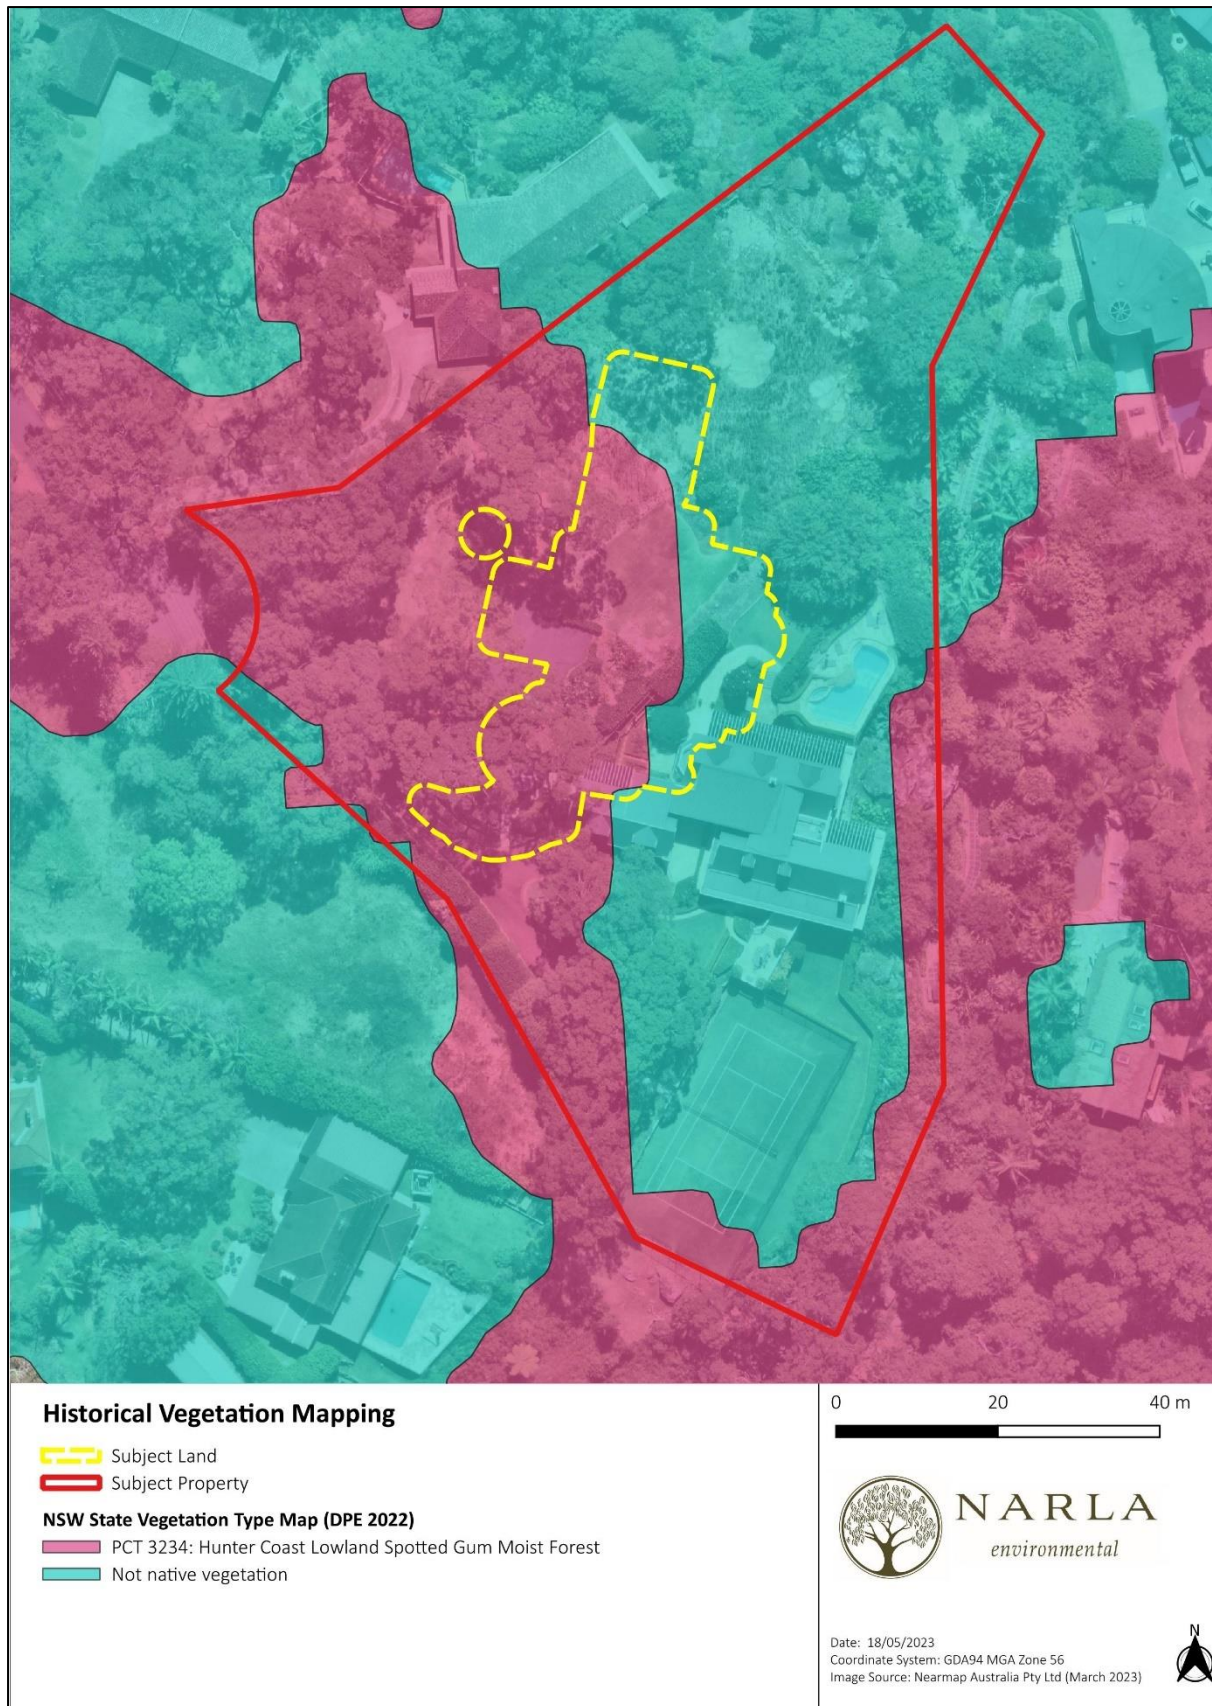 Historical Vegetation Mapping
Subject Land
Subject Property
NSW State Vegetation Type Map (DPE 2022)
PCT 3234: Hunter Coast Lowland Spotted Gum Moist Forest
Not native vegetation
0 20 40 m
NARLA
environmental
Date: 18/05/2023
Coordinate System: GDA94 MGA Zone 56
Image Source: Nearmap Australia Pty Ltd (March 2023)
N